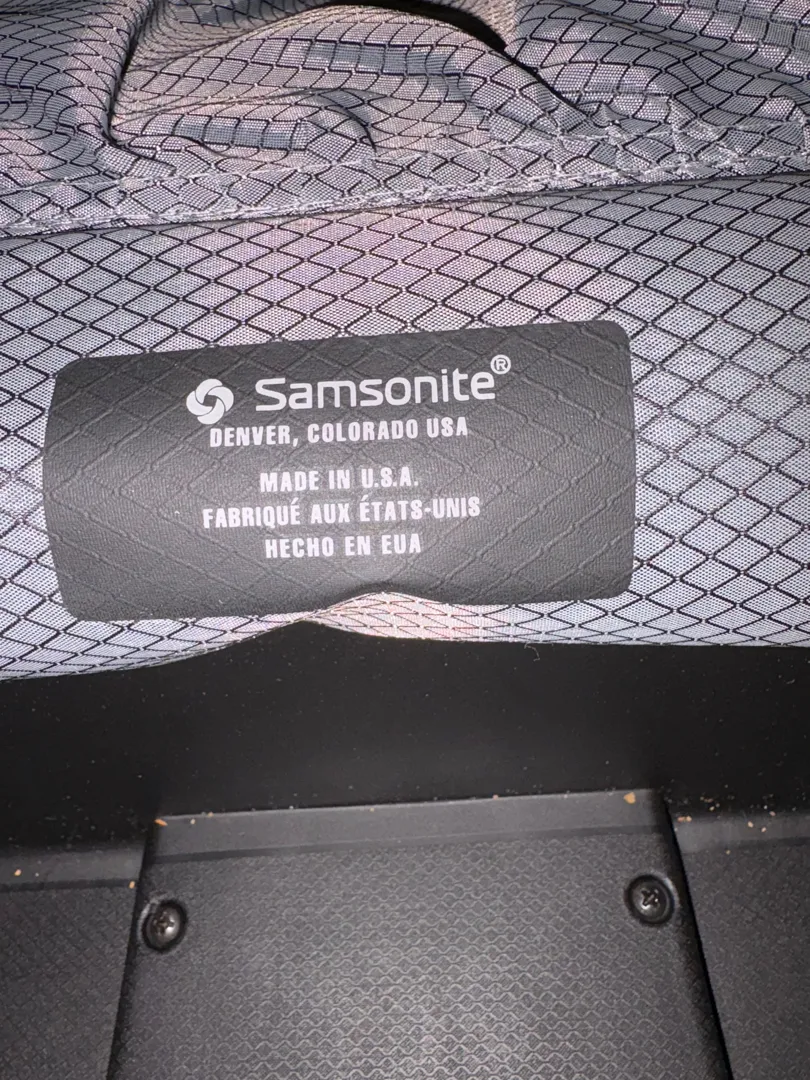 Samsonite®
DENVER, COLORADO USA
MADE IN U.S.A.
FABRIQUÉ AUX ÉTATS-UNIS
HECHO EN EUA